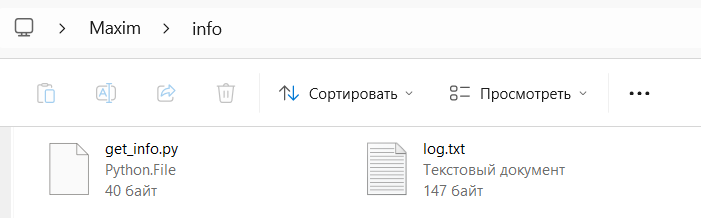 Maxim info
Сортировать Просмотреть
get_info.py
Python.File
40 байт
log.txt
Текстовый документ
147 байт